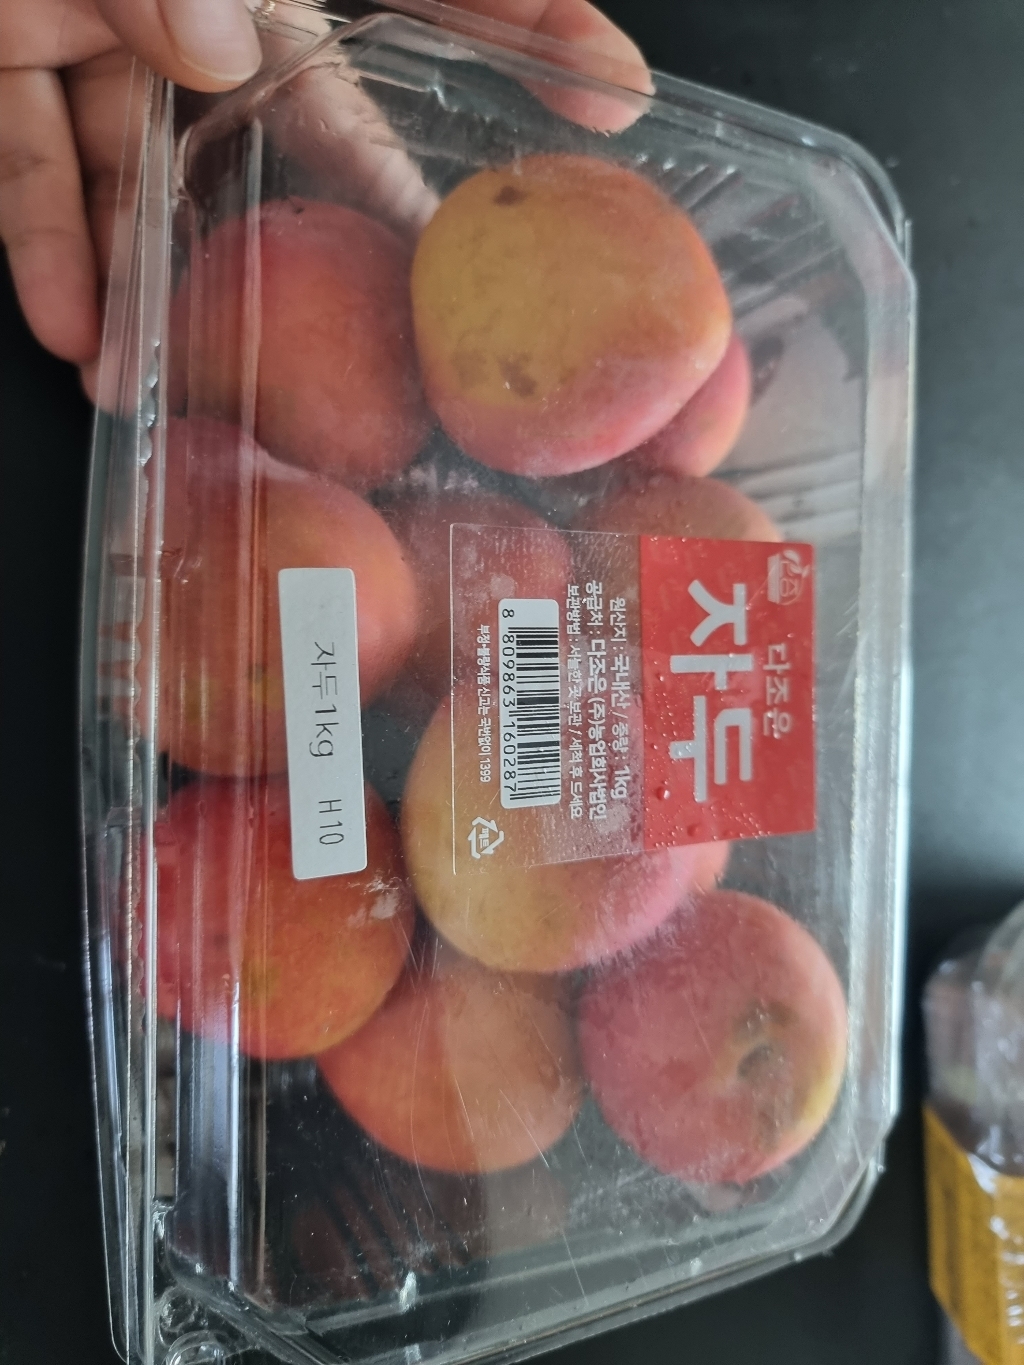 다조은
자두
원산지 : 국내산 / 중량 : 1kg
공급처 : 다조은 (주)농업회사법인
보관방법 : 서늘한 곳 보관 / 세척 후 드세요
8 809863 160287
부정·불량식품 신고는 국번없이 1399
페트
자두1kg H10